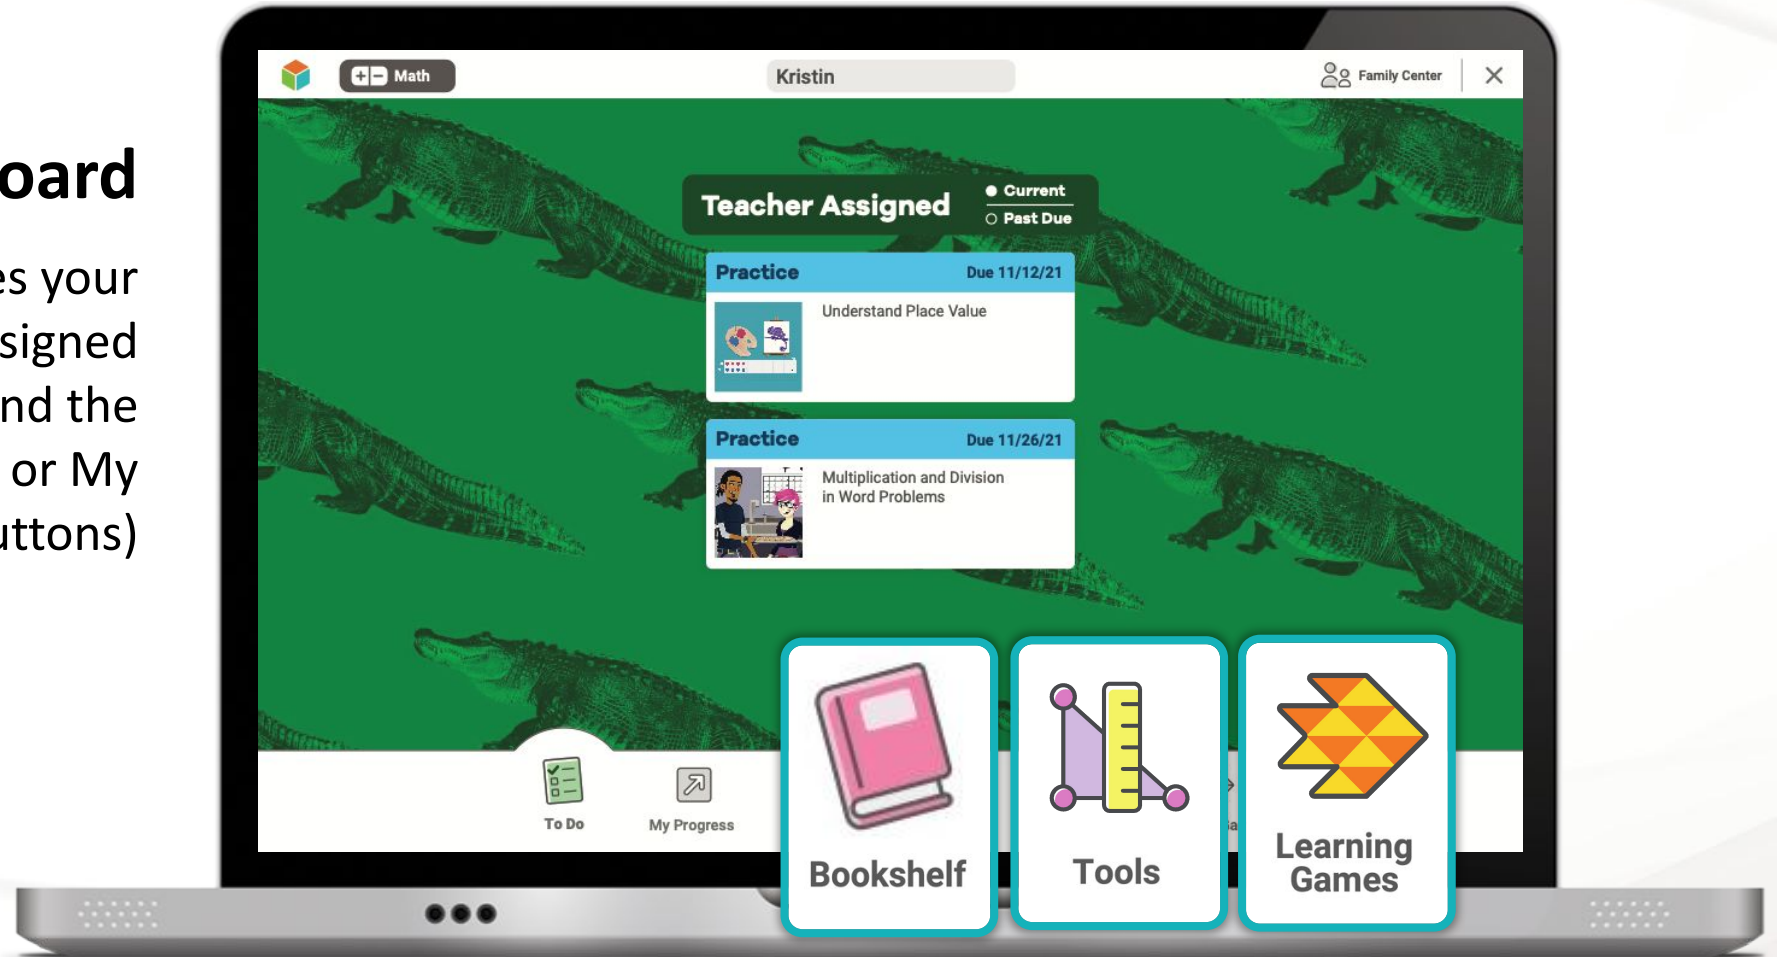 oard
es your
signed
nd the
or My
uttons)
Math
Kristin
Family Center
Teacher Assigned
Current
Past Due
Practice
Due 11/12/21
Understand Place Value
Practice
Due 11/26/21
Multiplication and Division
in Word Problems
To Do
My Progress
Bookshelf
Tools
Learning
Games